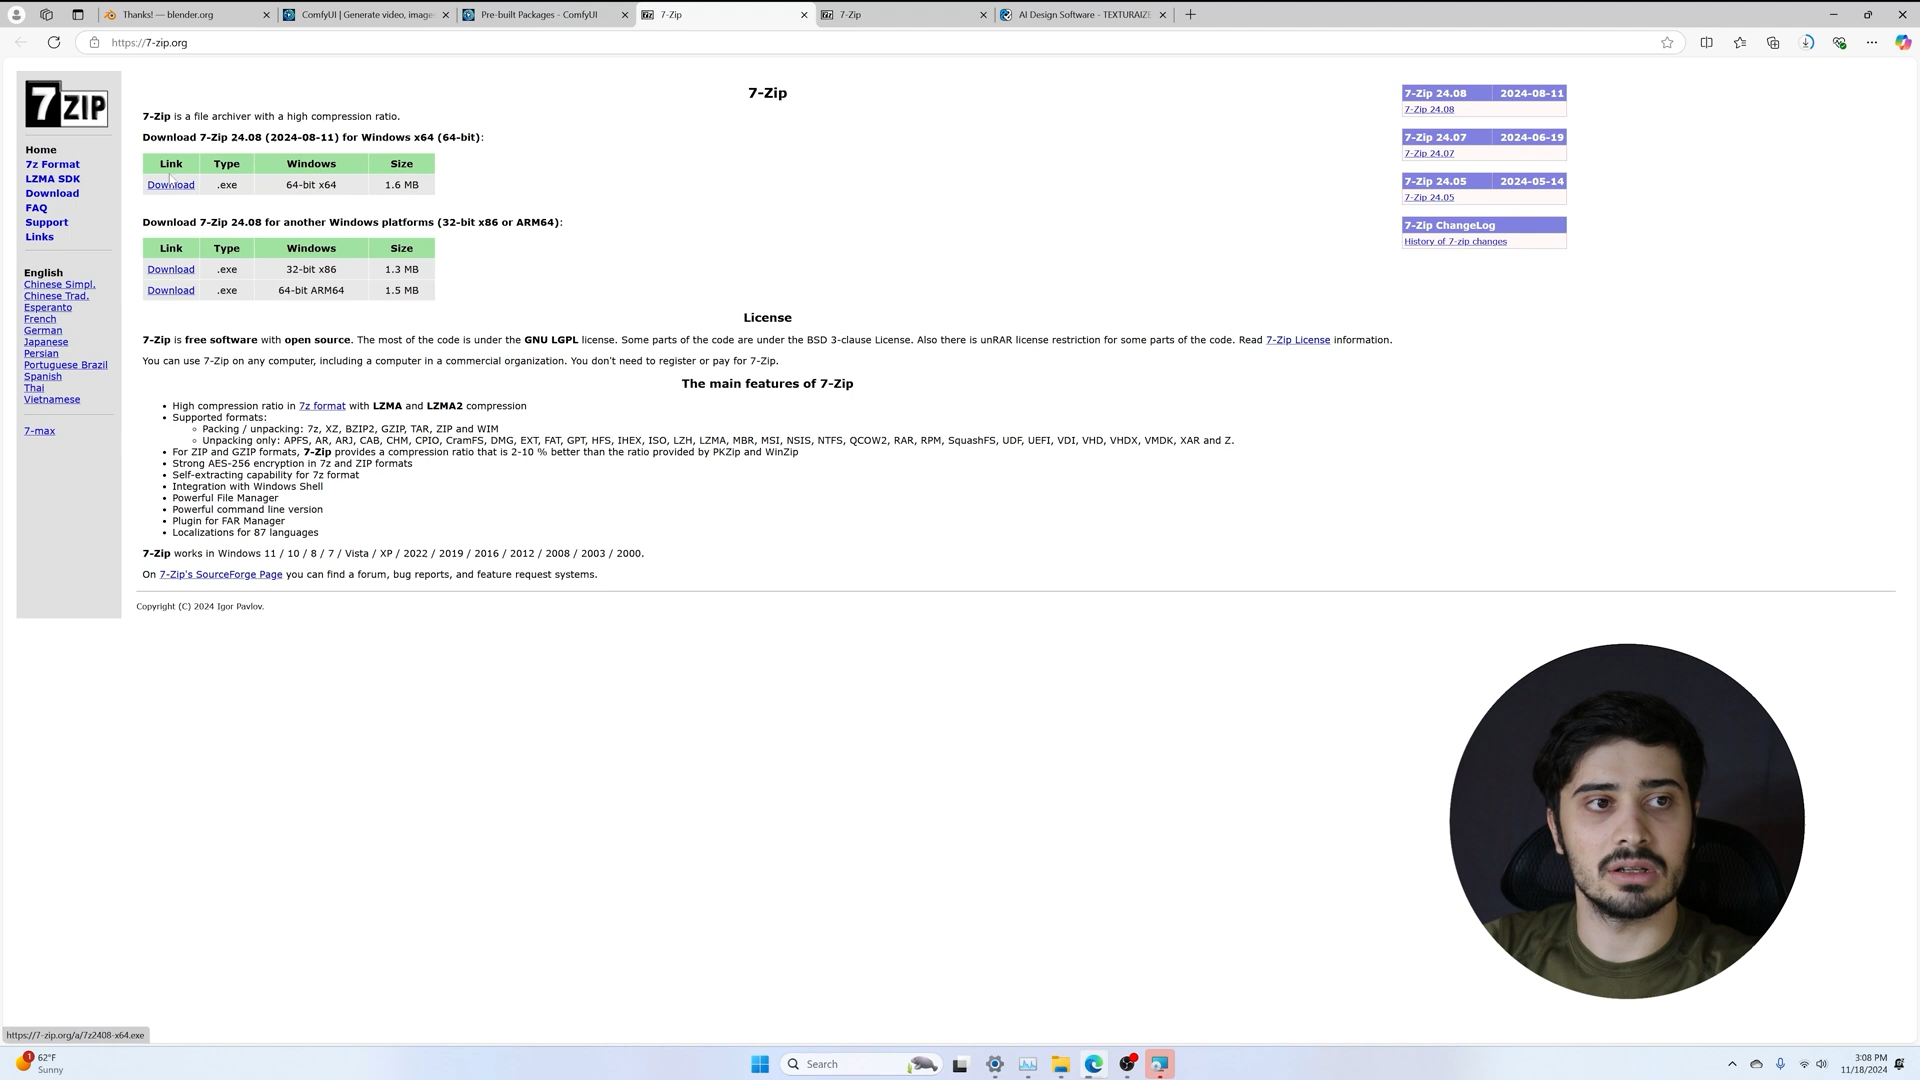 Thanks! — blender.org
ComfyUI | Generate video, image
Pre-built Packages - ComfyUI
7-Zip
7-Zip
AI Design Software - TEXTURAIZE
https://7-zip.org
7ZIP
Home
7z Format
LZMA SDK
Download
FAQ
Support
Links
English
Chinese Simpl.
Chinese Trad.
Esperanto
French
German
Japanese
Persian
Portuguese Brazil
Spanish
Thai
Vietnamese
7-max
7-Zip
7-Zip is a file archiver with a high compression ratio.
Download 7-Zip 24.08 (2024-08-11) for Windows x64 (64-bit):
Link Type Windows Size
Download .exe 64-bit x64 1.6 MB
Download 7-Zip 24.08 for another Windows platforms (32-bit x86 or ARM64):
Link Type Windows Size
Download .exe 32-bit x86 1.3 MB
Download .exe 64-bit ARM64 1.5 MB
License
7-Zip is free software with open source. The most of the code is under the GNU LGPL license. Some parts of the code are under the BSD 3-clause License. Also there is unRAR license restriction for some parts of the code. Read 7-Zip License information.
You can use 7-Zip on any computer, including a computer in a commercial organization. You don't need to register or pay for 7-Zip.
The main features of 7-Zip
• High compression ratio in 7z format with LZMA and LZMA2 compression
• Supported formats:
◦ Packing / unpacking: 7z, XZ, BZIP2, GZIP, TAR, ZIP and WIM
◦ Unpacking only: APFS, AR, ARJ, CAB, CHM, CPIO, CramFS, DMG, EXT, FAT, GPT, HFS, IHEX, ISO, LZH, LZMA, MBR, MSI, NSIS, NTFS, QCOW2, RAR, RPM, SquashFS, UDF, UEFI, VDI, VHD, VHDX, VMDK, XAR and Z.
• For ZIP and GZIP formats, 7-Zip provides a compression ratio that is 2-10 % better than the ratio provided by PKZip and WinZip
• Strong AES-256 encryption in 7z and ZIP formats
• Self-extracting capability for 7z format
• Integration with Windows Shell
• Powerful File Manager
• Powerful command line version
• Plugin for FAR Manager
• Localizations for 87 languages
7-Zip works in Windows 11 / 10 / 8 / 7 / Vista / XP / 2022 / 2019 / 2016 / 2012 / 2008 / 2003 / 2000.
On 7-Zip's SourceForge Page you can find a forum, bug reports, and feature request systems.
Copyright (C) 2024 Igor Pavlov.
7-Zip 24.08 2024-08-11
7-Zip 24.08
7-Zip 24.07 2024-06-19
7-Zip 24.07
7-Zip 24.05 2024-05-14
7-Zip 24.05
7-Zip ChangeLog
History of 7-zip changes
https://7-zip.org/a/7z2408-x64.exe
1
62°F
Sunny
Search
3:08 PM
11/18/2024